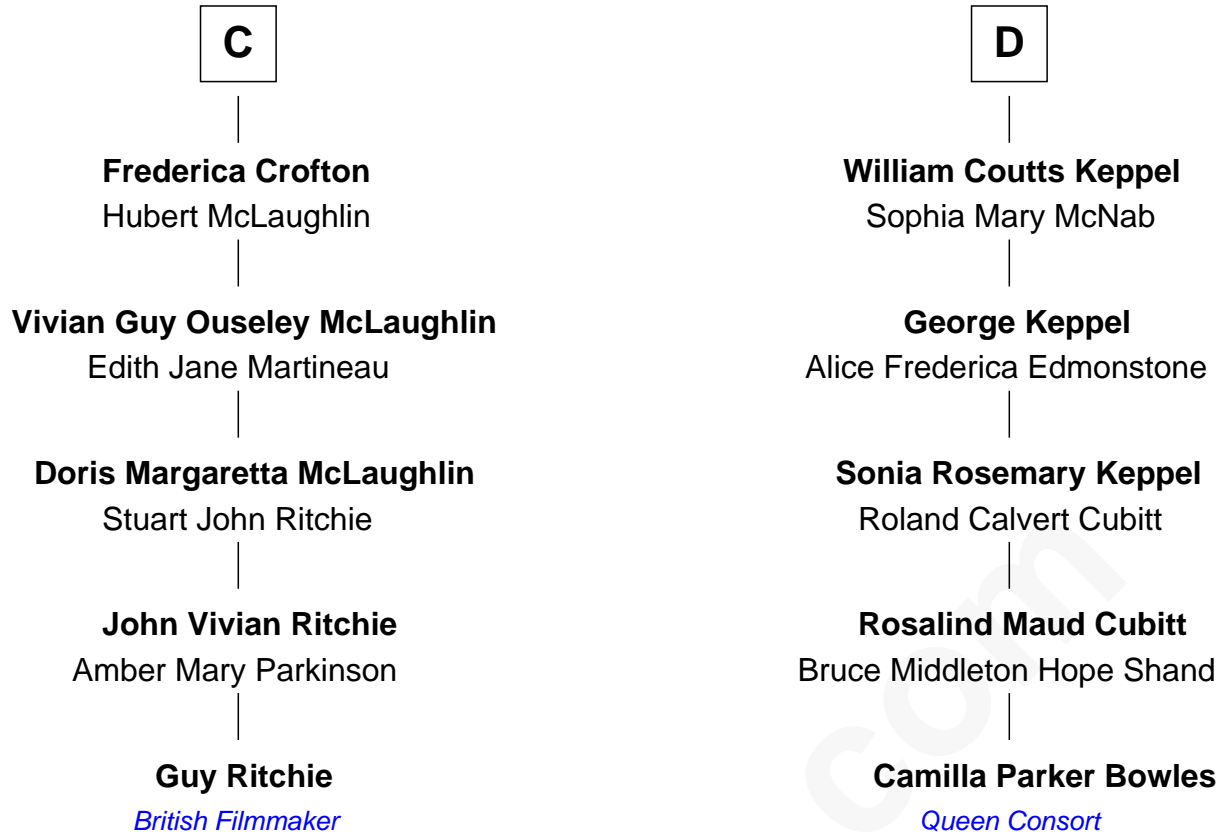 C
Frederica Crofton
Hubert McLaughlin
Vivian Guy Ouseley McLaughlin
Edith Jane Martineau
Doris Margaretta McLaughlin
Stuart John Ritchie
John Vivian Ritchie
Amber Mary Parkinson
Guy Ritchie
British Filmmaker
D
William Coutts Keppel
Sophia Mary McNab
George Keppel
Alice Frederica Edmonstone
Sonia Rosemary Keppel
Roland Calvert Cubitt
Rosalind Maud Cubitt
Bruce Middleton Hope Shand
Camilla Parker Bowles
Queen Consort
com